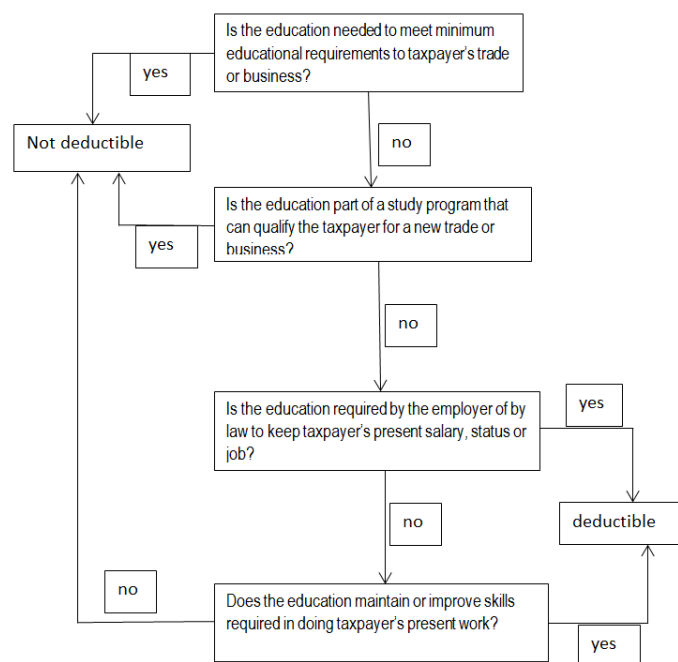 Is the education needed to meet minimum
educational requirements to taxpayer's trade
or business?
yes
Not deductible
no
Is the education part of a study program that
can qualify the taxpayer for a new trade or
business?
yes
no
Is the education required by the employer of by
law to keep taxpayer's present salary, status or
job?
yes
no
deductible
no
Does the education maintain or improve skills
required in doing taxpayer's present work?
yes